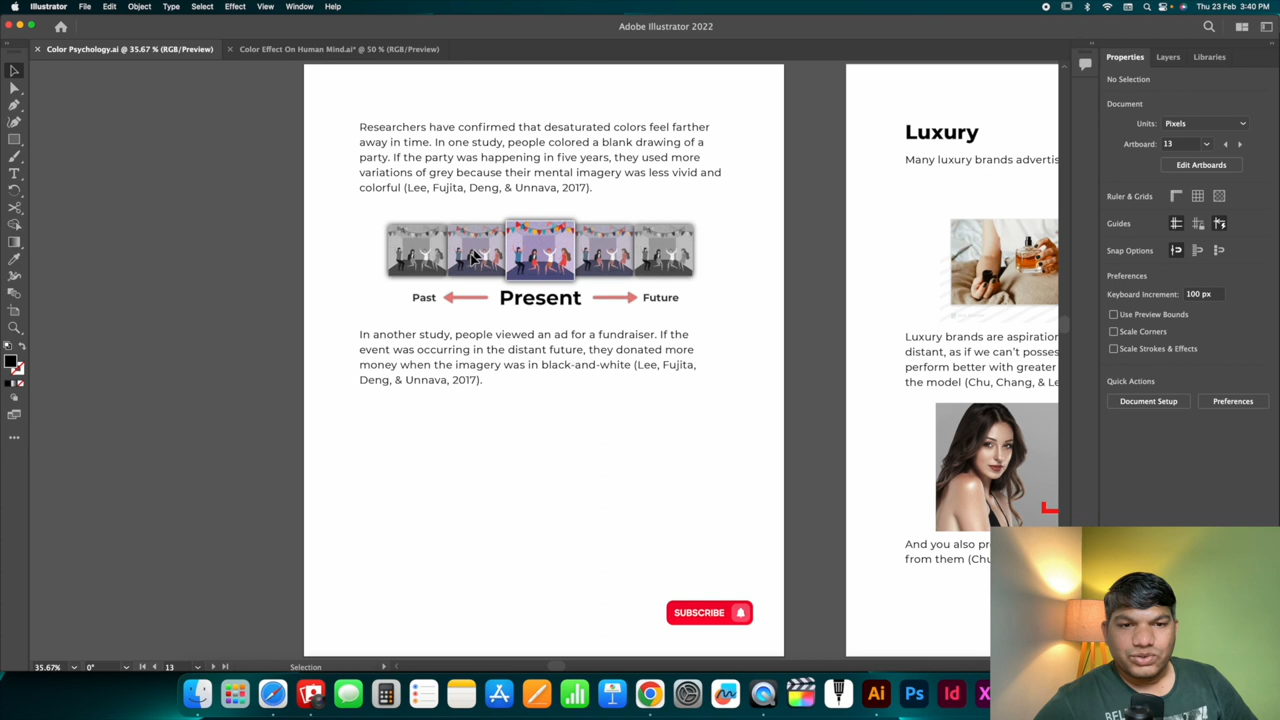 Illustrator File Edit Object Type Select Effect View Window Help Thu 23 Feb 3:40 PM
Adobe Illustrator 2022
× Color Psychology.ai @ 35.67 % (RGB/Preview) × Color Effect On Human Mind.ai* @ 50 % (RGB/Preview)
Properties Layers Libraries
No Selection
Document
Units: Pixels
Artboard: 13
Edit Artboards
Ruler & Grids
Guides
Snap Options
Preferences
Keyboard Increment: 100 px
Use Preview Bounds
Scale Corners
Scale Strokes & Effects
Quick Actions
Document Setup Preferences
Researchers have confirmed that desaturated colors feel farther
away in time. In one study, people colored a blank drawing of a
party. If the party was happening in five years, they used more
variations of grey because their mental imagery was less vivid and
colorful (Lee, Fujita, Deng, & Unnava, 2017).
Past Present Future
In another study, people viewed an ad for a fundraiser. If the
event was occurring in the distant future, they donated more
money when the imagery was in black-and-white (Lee, Fujita,
Deng, & Unnava, 2017).
SUBSCRIBE
Luxury
Many luxury brands advertis
Luxury brands are aspiration
distant, as if we can't posses
perform better with greater
the model (Chu, Chang, & Le
And you also pr
from them (Chu
35.67% 0° 13 Selection
Ai Ps Id X
BEL